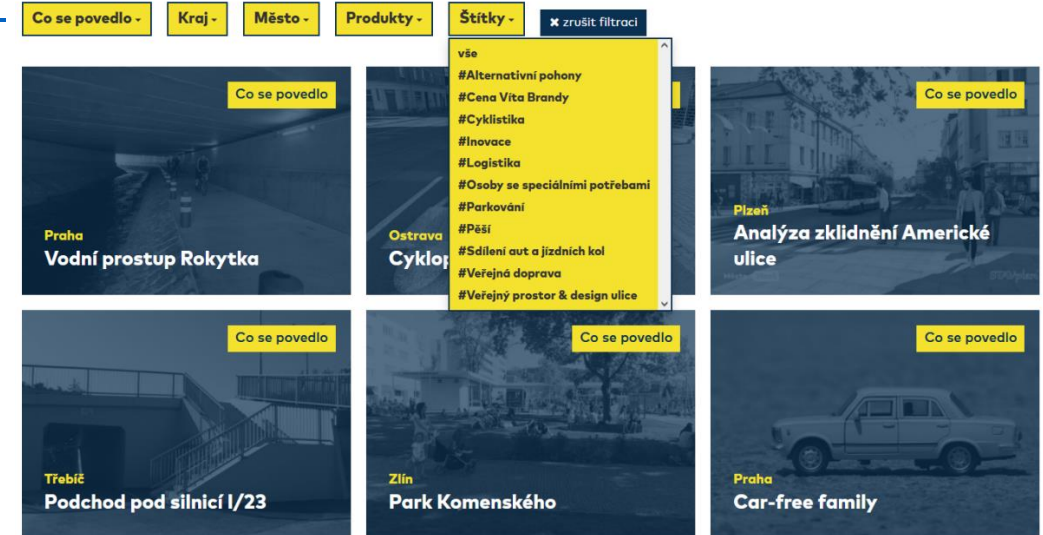 Co se povedlo -
Kraj -
Město -
Produkty -
Štítky -
✖ zrušit filtraci
vše
#Alternativní pohony
#Cena Víta Brandy
#Cyklistika
#Inovace
#Logistika
#Osoby se speciálními potřebami
#Parkování
#Pěší
#Sdílení aut a jízdních kol
#Veřejná doprava
#Veřejný prostor & design ulice
Co se povedlo
Praha
Vodní prostup Rokytka
Ostrava
Co se povedlo
Plzeň
Analýza zklidnění Americké
ulice
Co se povedlo
Třebíč
Podchod pod silnicí I/23
Co se povedlo
Zlín
Park Komenského
Co se povedlo
Praha
Car-free family